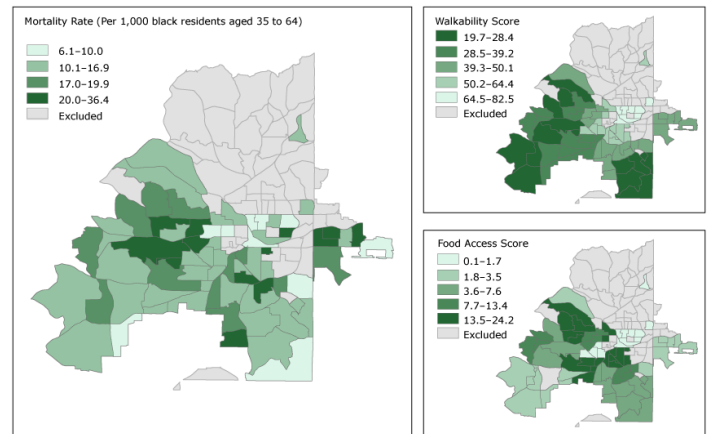 Mortality Rate (Per 1,000 black residents aged 35 to 64)
6.1–10.0
10.1–16.9
17.0–19.9
20.0–36.4
Excluded
Walkability Score
19.7–28.4
28.5–39.2
39.3–50.1
50.2–64.4
64.5–82.5
Excluded
Food Access Score
0.1–1.7
1.8–3.5
3.6–7.6
7.7–13.4
13.5–24.2
Excluded